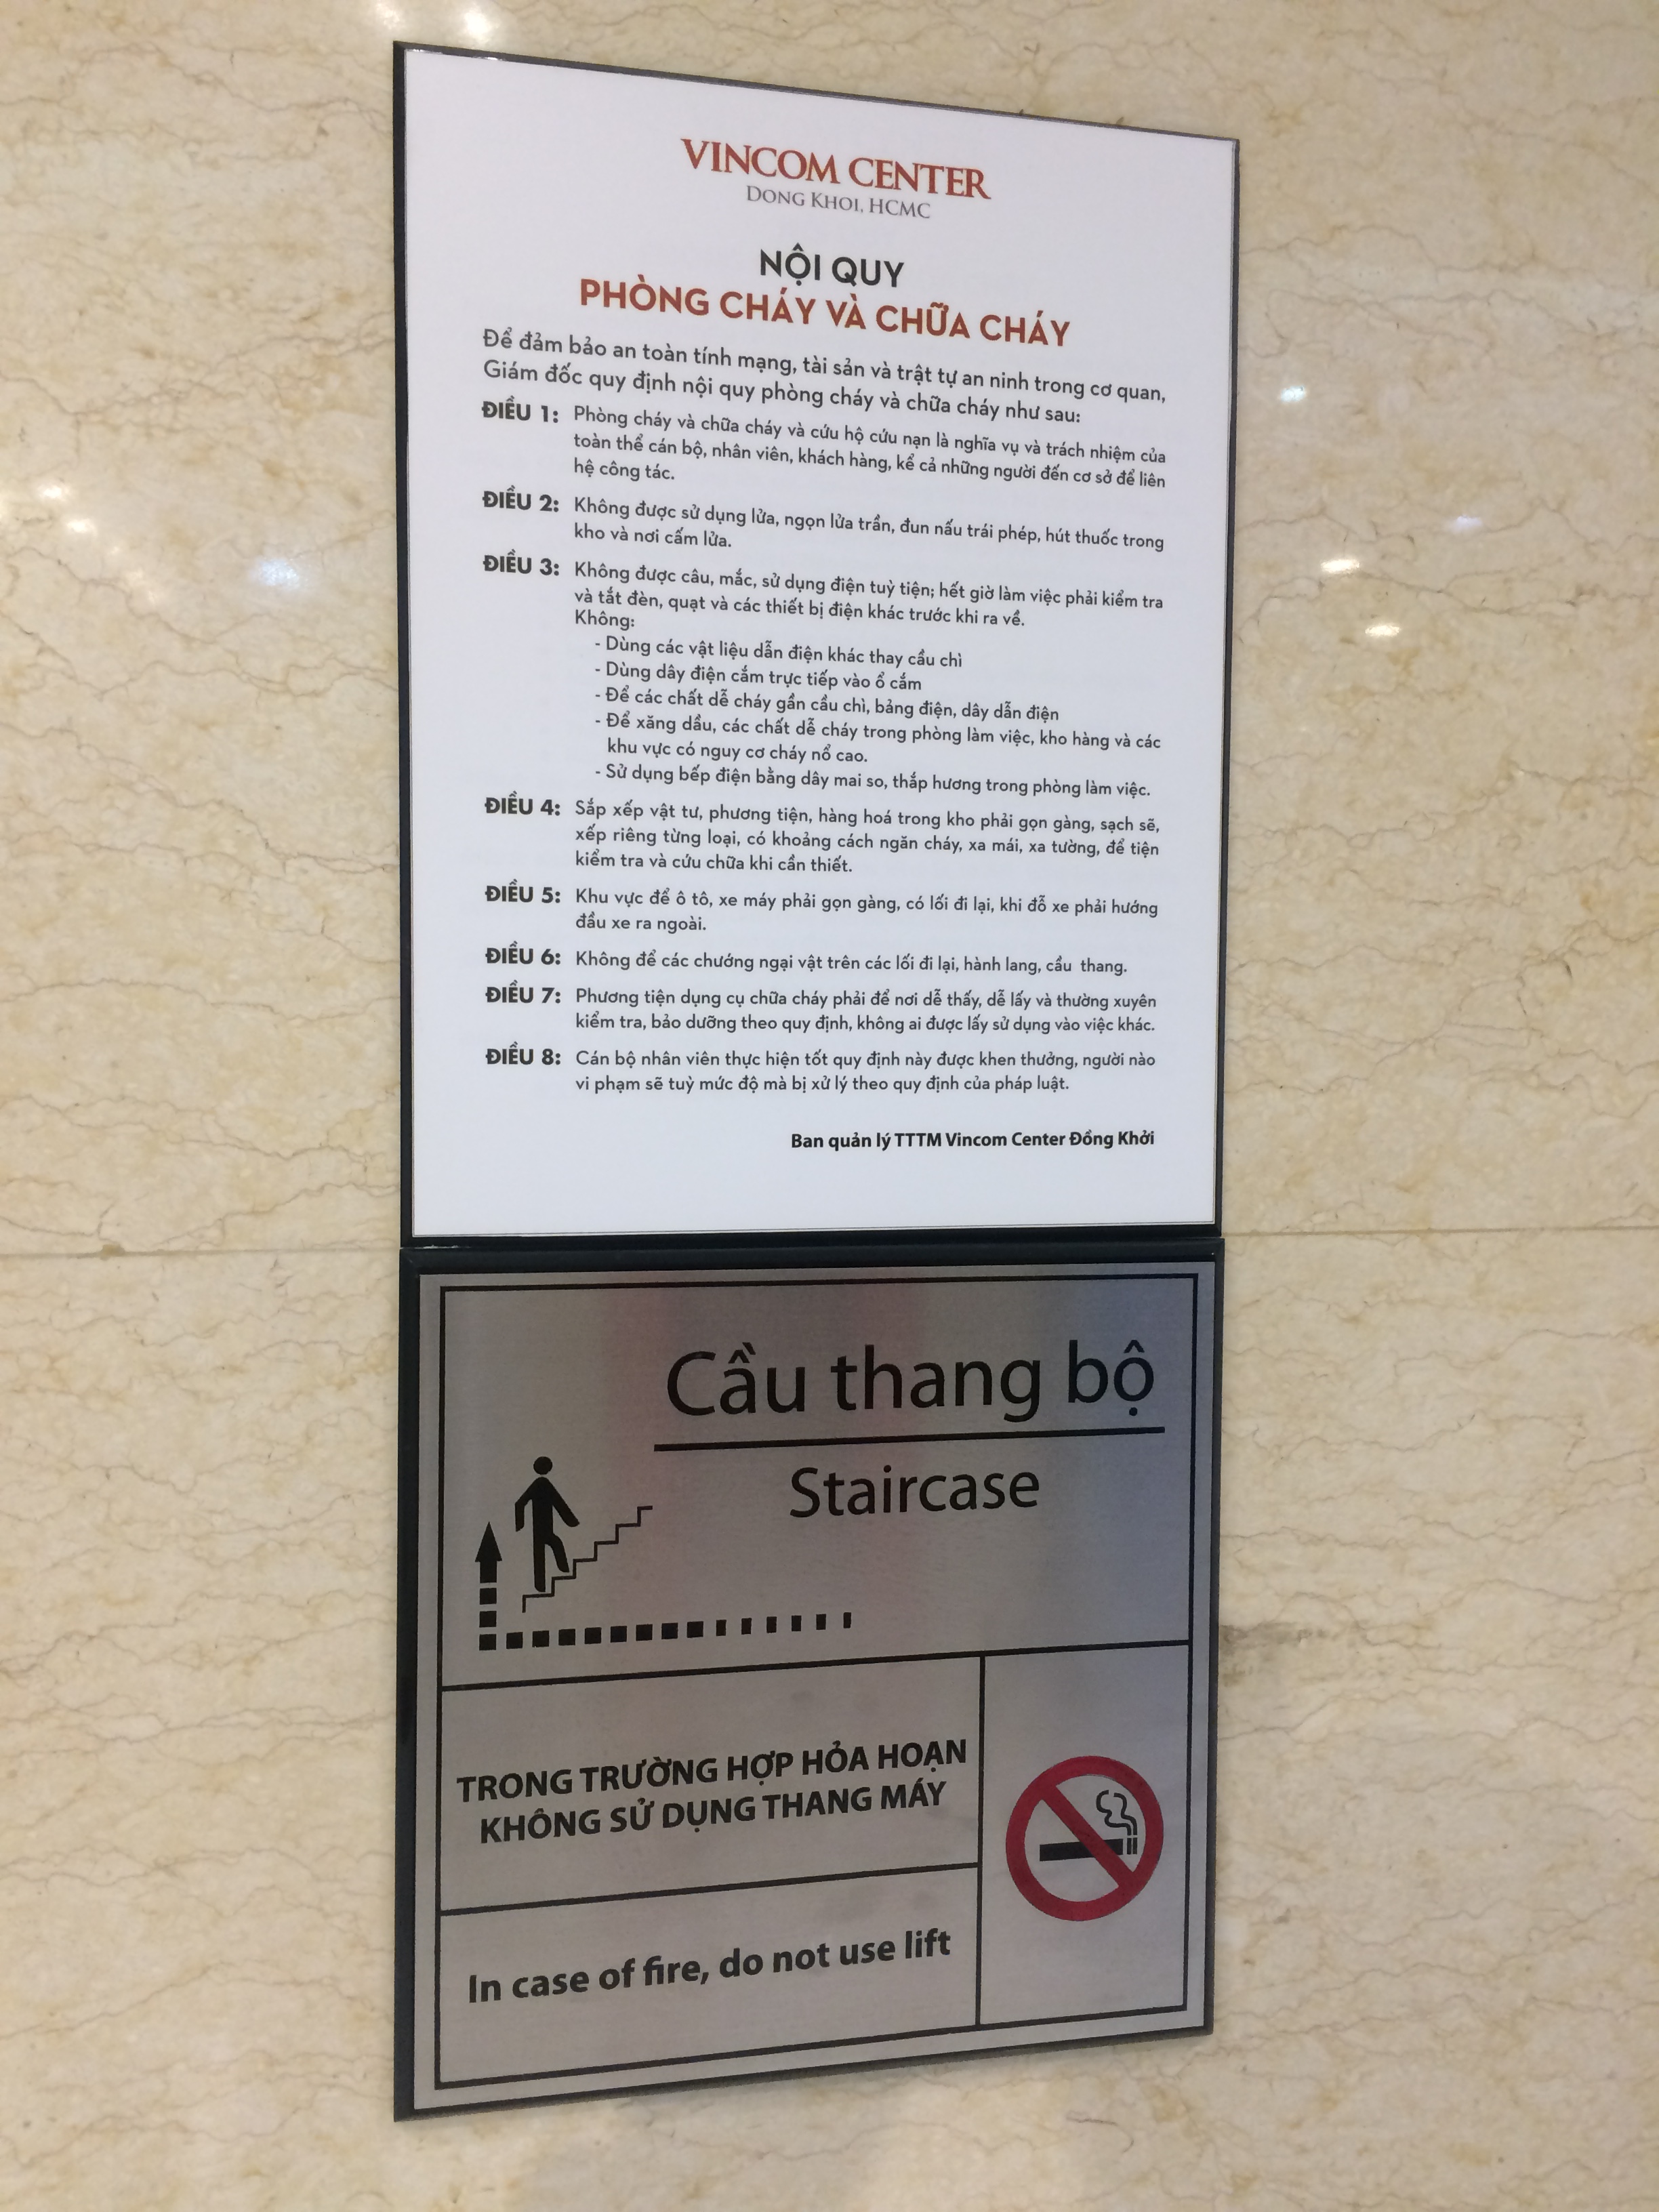 VINCOM CENTER
DONG KHOI, HCMC
NỘI QUY
PHÒNG CHÁY VÀ CHỮA CHÁY
Để đảm bảo an toàn tính mạng, tài sản và trật tự an ninh trong cơ quan,
Giám đốc quy định nội quy phòng cháy và chữa cháy như sau:
ĐIỀU 1: Phòng cháy và chữa cháy và cứu hộ cứu nạn là nghĩa vụ và trách nhiệm của
toàn thể cán bộ, nhân viên, khách hàng, kể cả những người đến cơ sở để liên
hệ công tác.
ĐIỀU 2: Không được sử dụng lửa, ngọn lửa trần, đun nấu trái phép, hút thuốc trong
kho và nơi cấm lửa.
ĐIỀU 3: Không được câu, mắc, sử dụng điện tuỳ tiện; hết giờ làm việc phải kiểm tra
và tắt đèn, quạt và các thiết bị điện khác trước khi ra về.
Không:
- Dùng các vật liệu dẫn điện khác thay cầu chì
- Dùng dây điện cắm trực tiếp vào ổ cắm
- Để các chất dễ cháy gần cầu chì, bảng điện, dây dẫn điện
- Để xăng dầu, các chất dễ cháy trong phòng làm việc, kho hàng và các
khu vực có nguy cơ cháy nổ cao.
- Sử dụng bếp điện bằng dây mai so, thắp hương trong phòng làm việc.
ĐIỀU 4: Sắp xếp vật tư, phương tiện, hàng hoá trong kho phải gọn gàng, sạch sẽ,
xếp riêng từng loại, có khoảng cách ngăn cháy, xa mái, xa tường, để tiện
kiểm tra và cứu chữa khi cần thiết.
ĐIỀU 5: Khu vực để ô tô, xe máy phải gọn gàng, có lối đi lại, khi đỗ xe phải hướng
đầu xe ra ngoài.
ĐIỀU 6: Không để các chướng ngại vật trên các lối đi lại, hành lang, cầu thang.
ĐIỀU 7: Phương tiện dụng cụ chữa cháy phải để nơi dễ thấy, dễ lấy và thường xuyên
kiểm tra, bảo dưỡng theo quy định, không ai được lấy sử dụng vào việc khác.
ĐIỀU 8: Cán bộ nhân viên thực hiện tốt quy định này được khen thưởng, người nào
vi phạm sẽ tuỳ mức độ mà bị xử lý theo quy định của pháp luật.
Ban quản lý TTTM Vincom Center Đồng Khởi
Cầu thang bộ
Staircase
TRONG TRƯỜNG HỢP HỎA HOẠN
KHÔNG SỬ DỤNG THANG MÁY
In case of fire, do not use lift